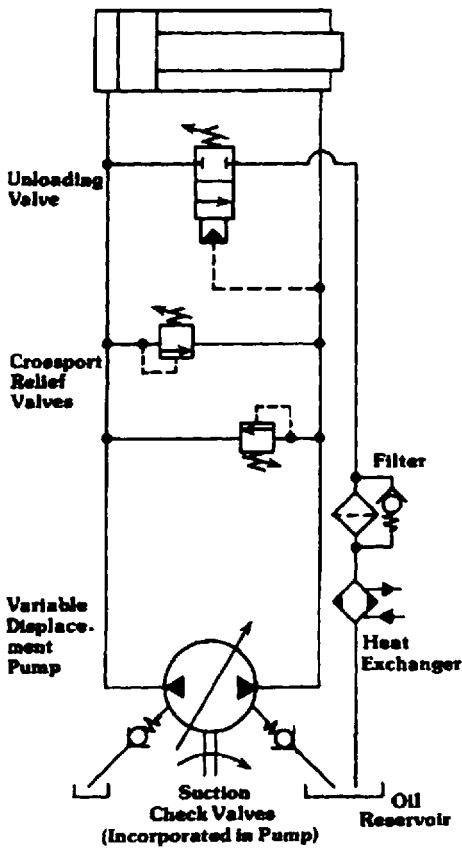 Unloading
Valve
Crossport
Relief
Valves
Filter
Variable
Displace-
ment
Pump
Heat
Exchanger
Suction
Check Valves
(Incorporated in Pump)
Oil
Reservoir